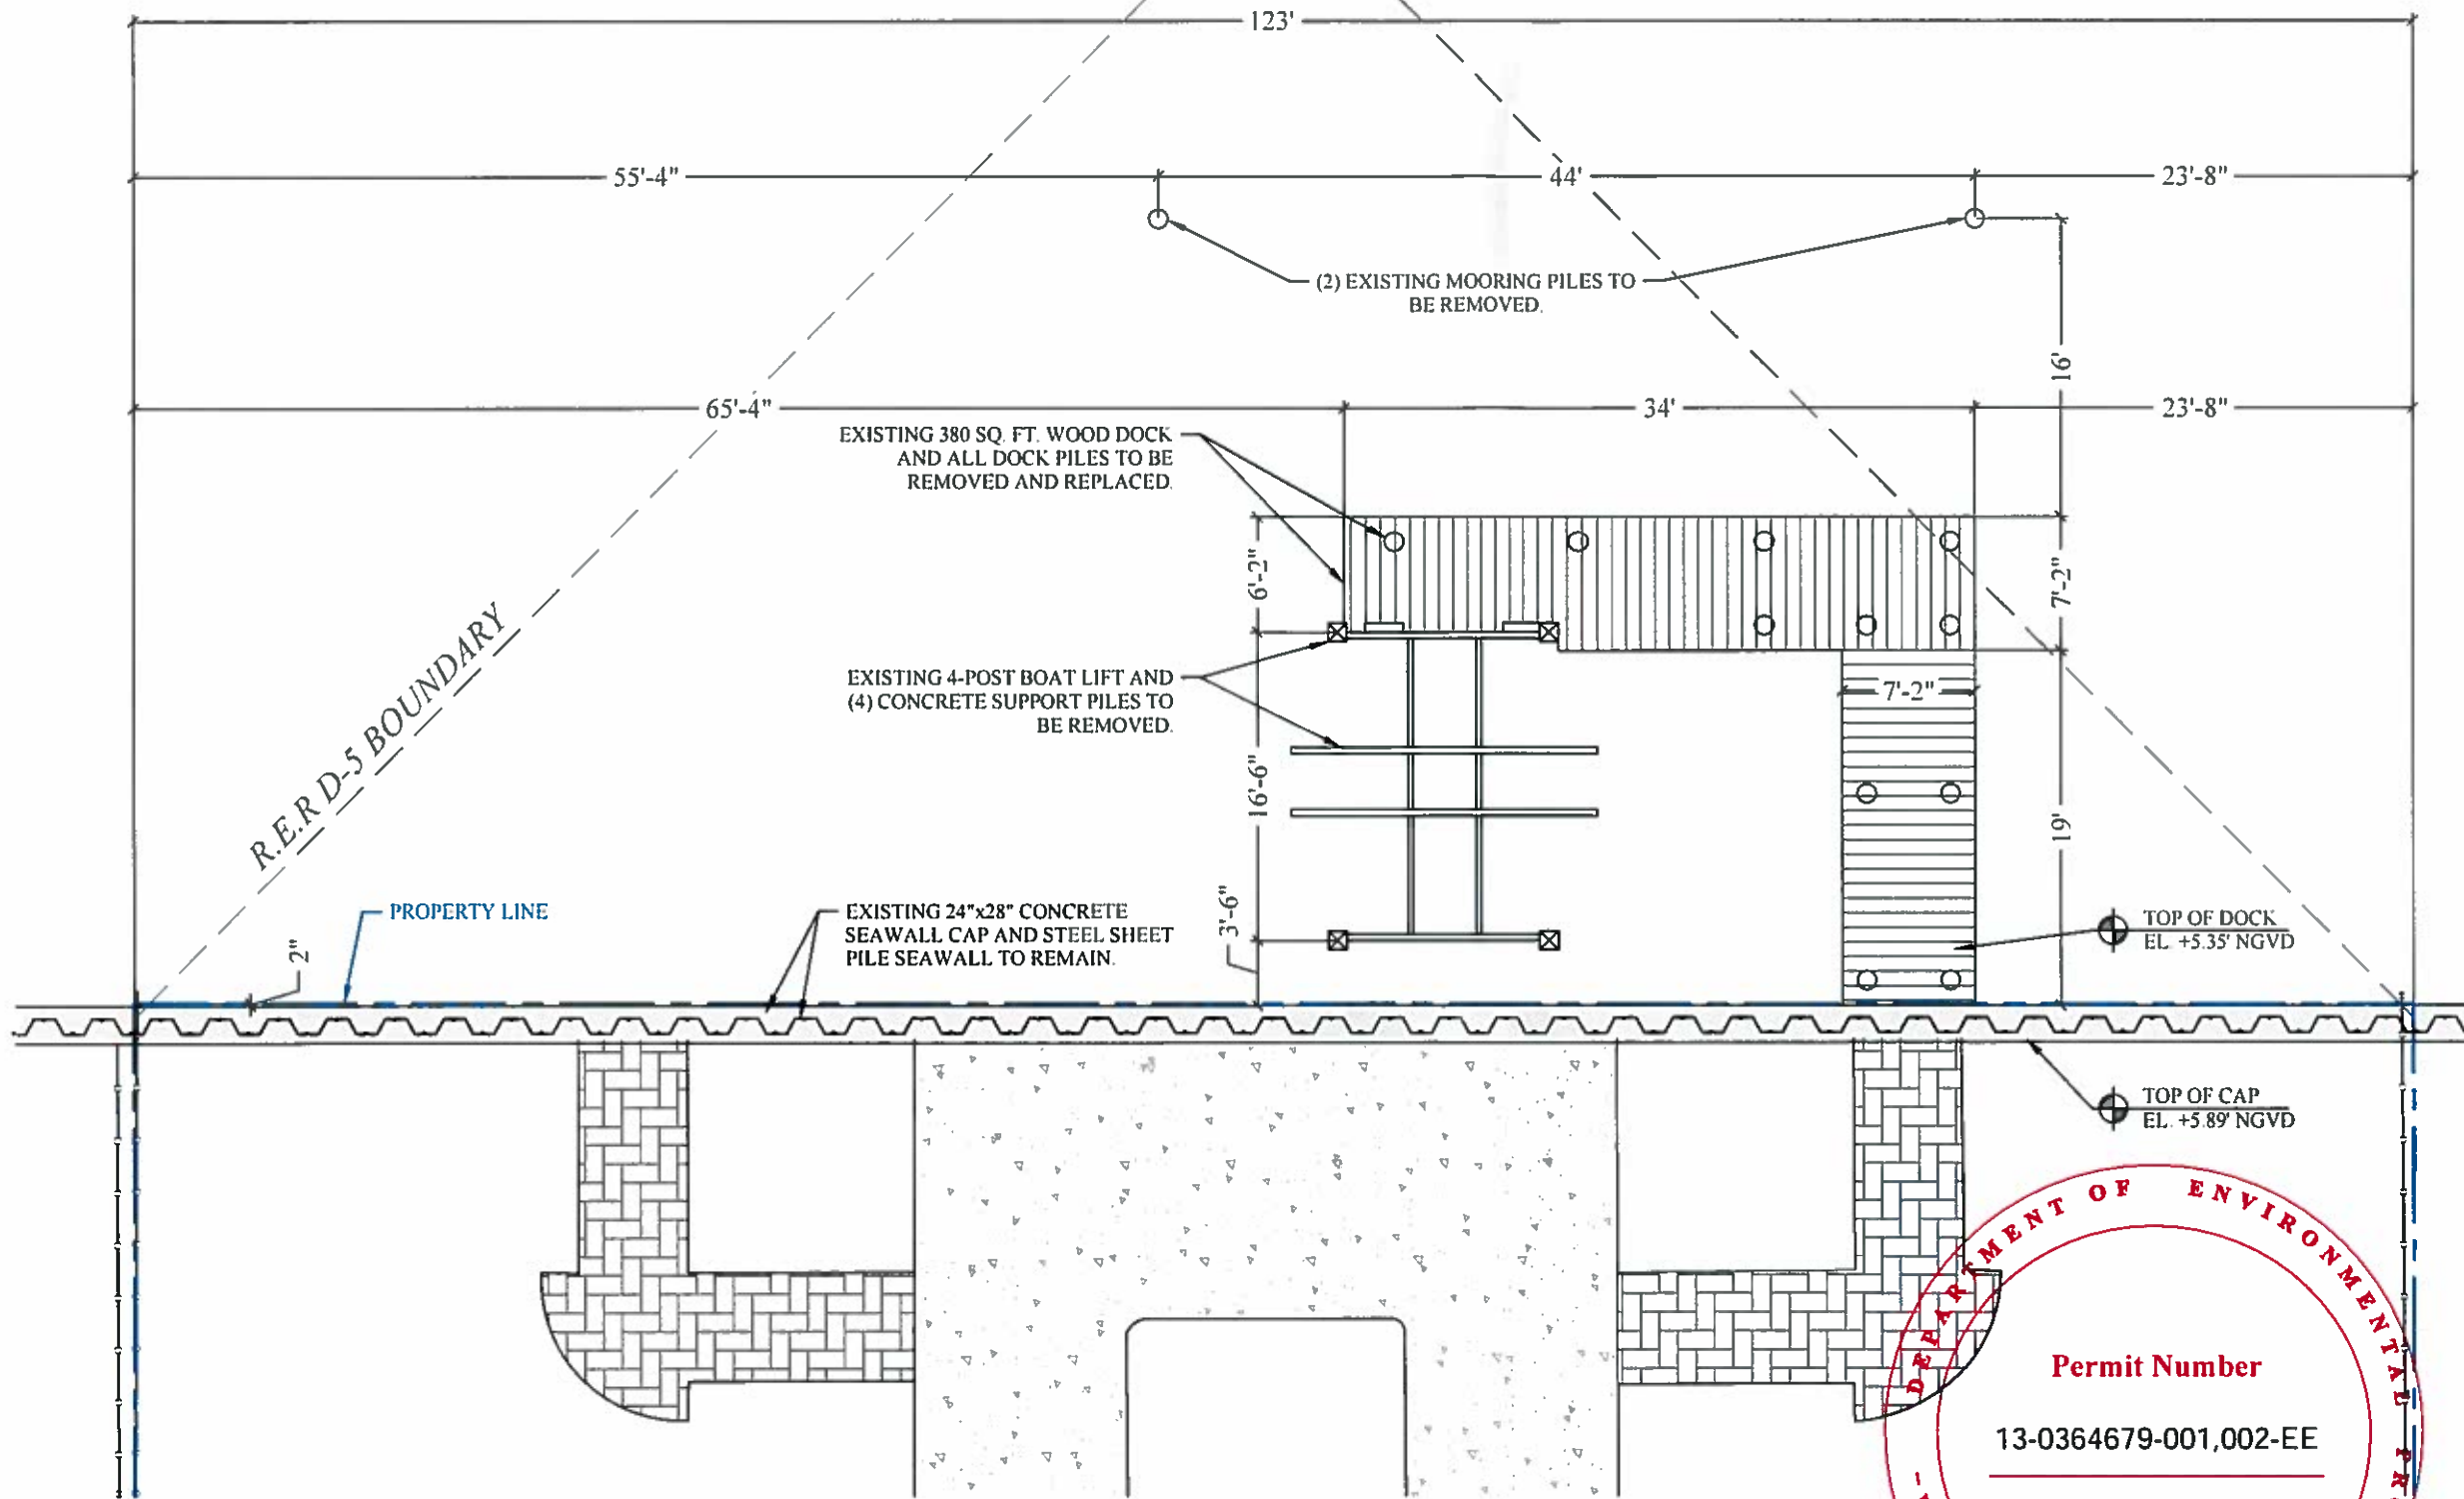 123'
55'-4"
44'
23'-8"
(2) EXISTING MOORING PILES TO
BE REMOVED.
16'
65'-4"
34'
23'-8"
EXISTING 380 SQ. FT. WOOD DOCK
AND ALL DOCK PILES TO BE
REMOVED AND REPLACED.
6'-2"
7'-2"
EXISTING 4-POST BOAT LIFT AND
(4) CONCRETE SUPPORT PILES TO
BE REMOVED.
7'-2"
16'-6"
19'
R.E.R D-5 BOUNDARY
PROPERTY LINE
2"
EXISTING 24"x28" CONCRETE
SEAWALL CAP AND STEEL SHEET
PILE SEAWALL TO REMAIN.
3'-6"
TOP OF DOCK
EL. +5.35' NGVD
TOP OF CAP
EL. +5.89' NGVD
DEPARTMENT OF ENVIRONMENTAL
Permit Number
13-0364679-001,002-EE